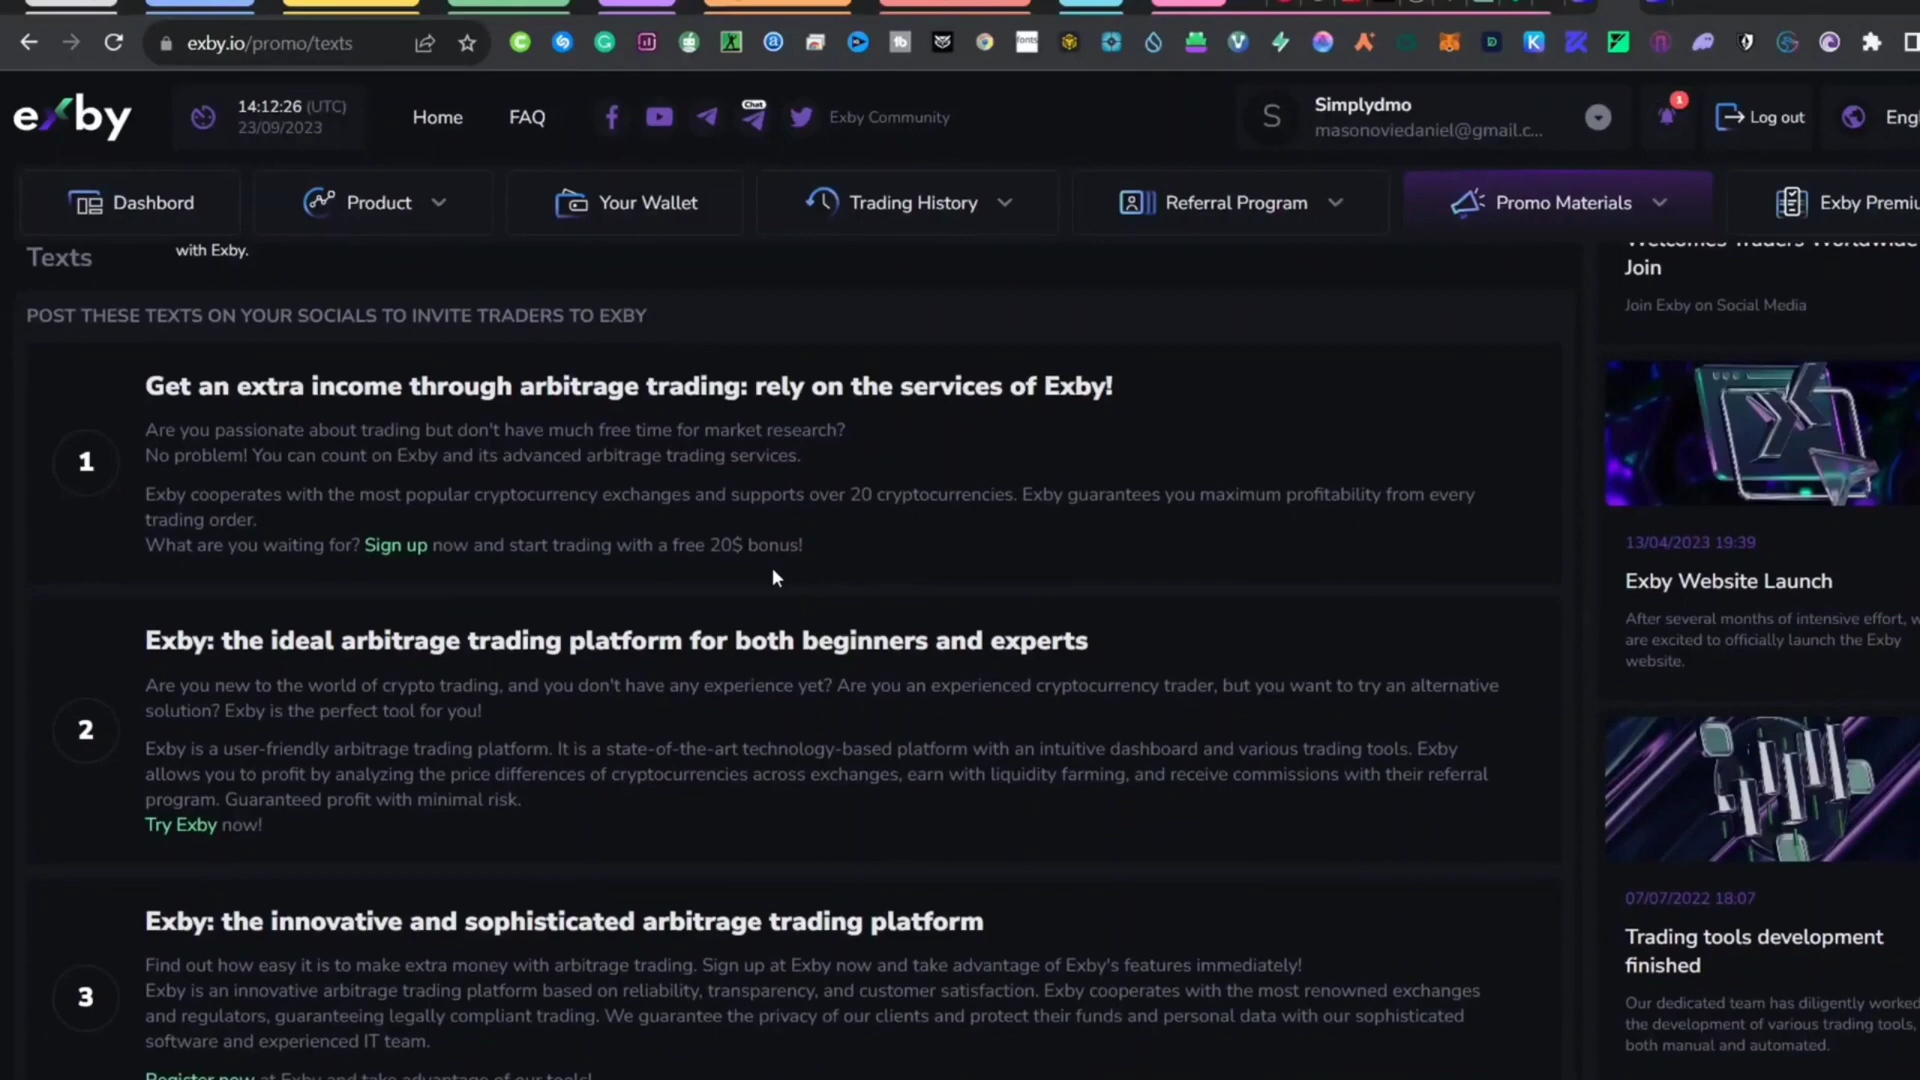 exby.io/promo/texts
exby
14:12:26 (UTC)
23/09/2023
Home
FAQ
Chat
Exby Community
S
Simplydmo
masonoviedaniel@gmail.c...
1
Log out
Engl
Dashbord
Product
Your Wallet
Trading History
Referral Program
Promo Materials
Exby Premiu
Texts
with Exby.
POST THESE TEXTS ON YOUR SOCIALS TO INVITE TRADERS TO EXBY
1
Get an extra income through arbitrage trading: rely on the services of Exby!
Are you passionate about trading but don't have much free time for market research?
No problem! You can count on Exby and its advanced arbitrage trading services.
Exby cooperates with the most popular cryptocurrency exchanges and supports over 20 cryptocurrencies. Exby guarantees you maximum profitability from every
trading order.
What are you waiting for? Sign up now and start trading with a free 20$ bonus!
2
Exby: the ideal arbitrage trading platform for both beginners and experts
Are you new to the world of crypto trading, and you don't have any experience yet? Are you an experienced cryptocurrency trader, but you want to try an alternative
solution? Exby is the perfect tool for you!
Exby is a user-friendly arbitrage trading platform. It is a state-of-the-art technology-based platform with an intuitive dashboard and various trading tools. Exby
allows you to profit by analyzing the price differences of cryptocurrencies across exchanges, earn with liquidity farming, and receive commissions with their referral
program. Guaranteed profit with minimal risk.
Try Exby now!
3
Exby: the innovative and sophisticated arbitrage trading platform
Find out how easy it is to make extra money with arbitrage trading. Sign up at Exby now and take advantage of Exby's features immediately!
Exby is an innovative arbitrage trading platform based on reliability, transparency, and customer satisfaction. Exby cooperates with the most renowned exchanges
and regulators, guaranteeing legally compliant trading. We guarantee the privacy of our clients and protect their funds and personal data with our sophisticated
software and experienced IT team.
Register now at Exby and take advantage of our tools!
Welcomes Traders Worldwide
Join
Join Exby on Social Media
13/04/2023 19:39
Exby Website Launch
After several months of intensive effort, w
are excited to officially launch the Exby
website.
07/07/2022 18:07
Trading tools development
finished
Our dedicated team has diligently worked
the development of various trading tools,
both manual and automated.